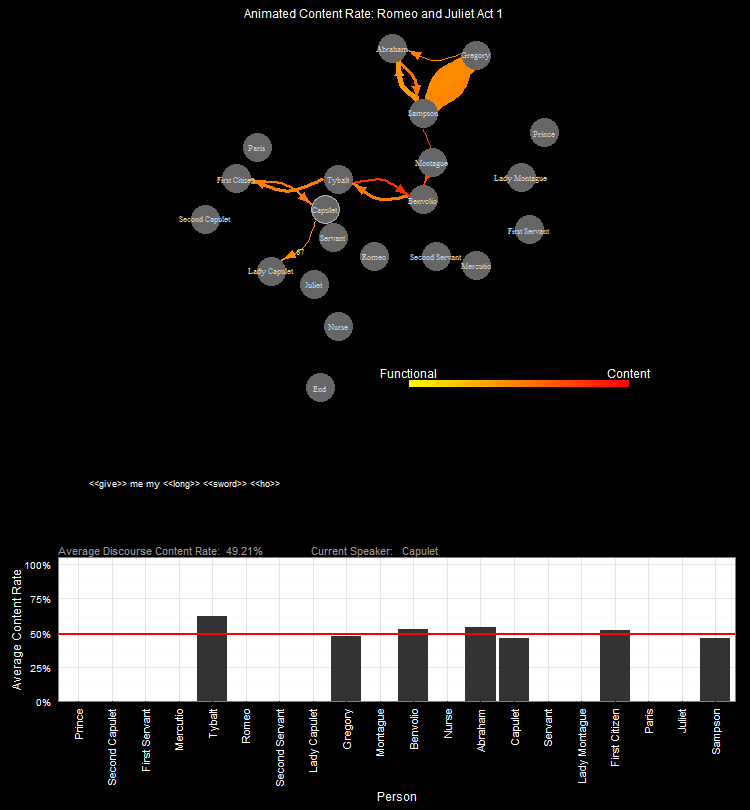 Animated Content Rate: Romeo and Juliet Act 1
Abraham
Gregory
Sampson
Prince
Paris
Montague
First Citizen
Tybalt
Lady Montague
Benvolio
Capulet
Second Capulet
First Servant
Servant
.67
Romeo
Second Servant
Mercutio
Lady Capulet
Juliet
Nurse
Functional
Content
End
<<give>> me my <<long>> <<sword>> <<ho>>
Average Discourse Content Rate: 49.21%
Current Speaker: Capulet
Average Content Rate
100%
75%
50%
25%
0%
Prince
Second Capulet
First Servant
Mercutio
Tybalt
Romeo
Second Servant
Lady Capulet
Gregory
Montague
Benvolio
Nurse
Abraham
Capulet
Servant
Lady Montague
First Citizen
Paris
Juliet
Sampson
Person